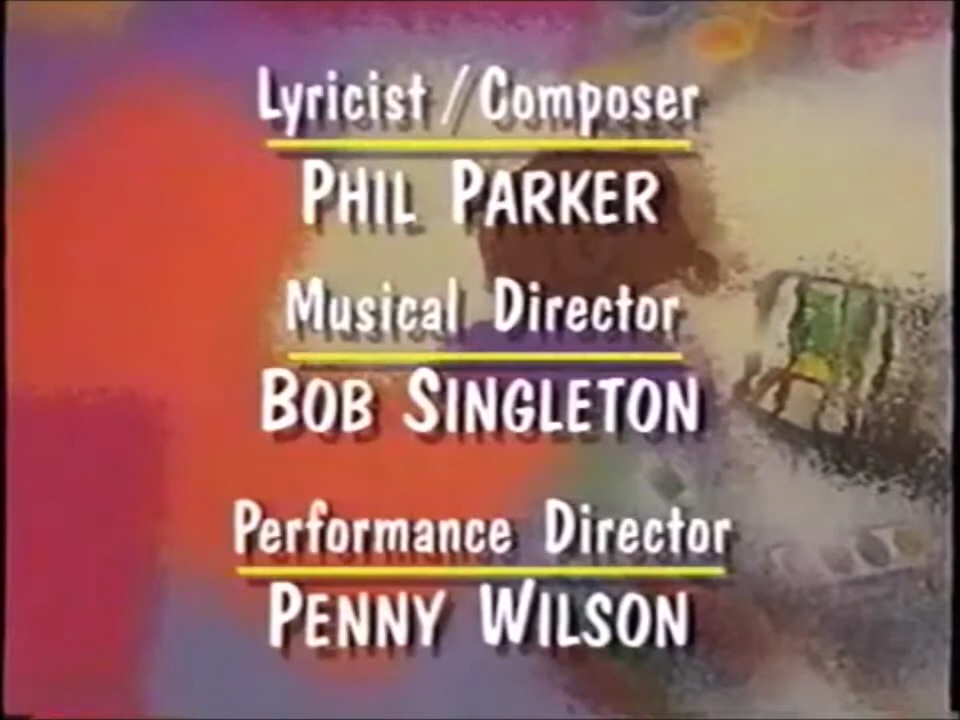 Lyricist / Composer
PHIL PARKER
Musical Director
BOB SINGLETON
Performance Director
PENNY WILSON